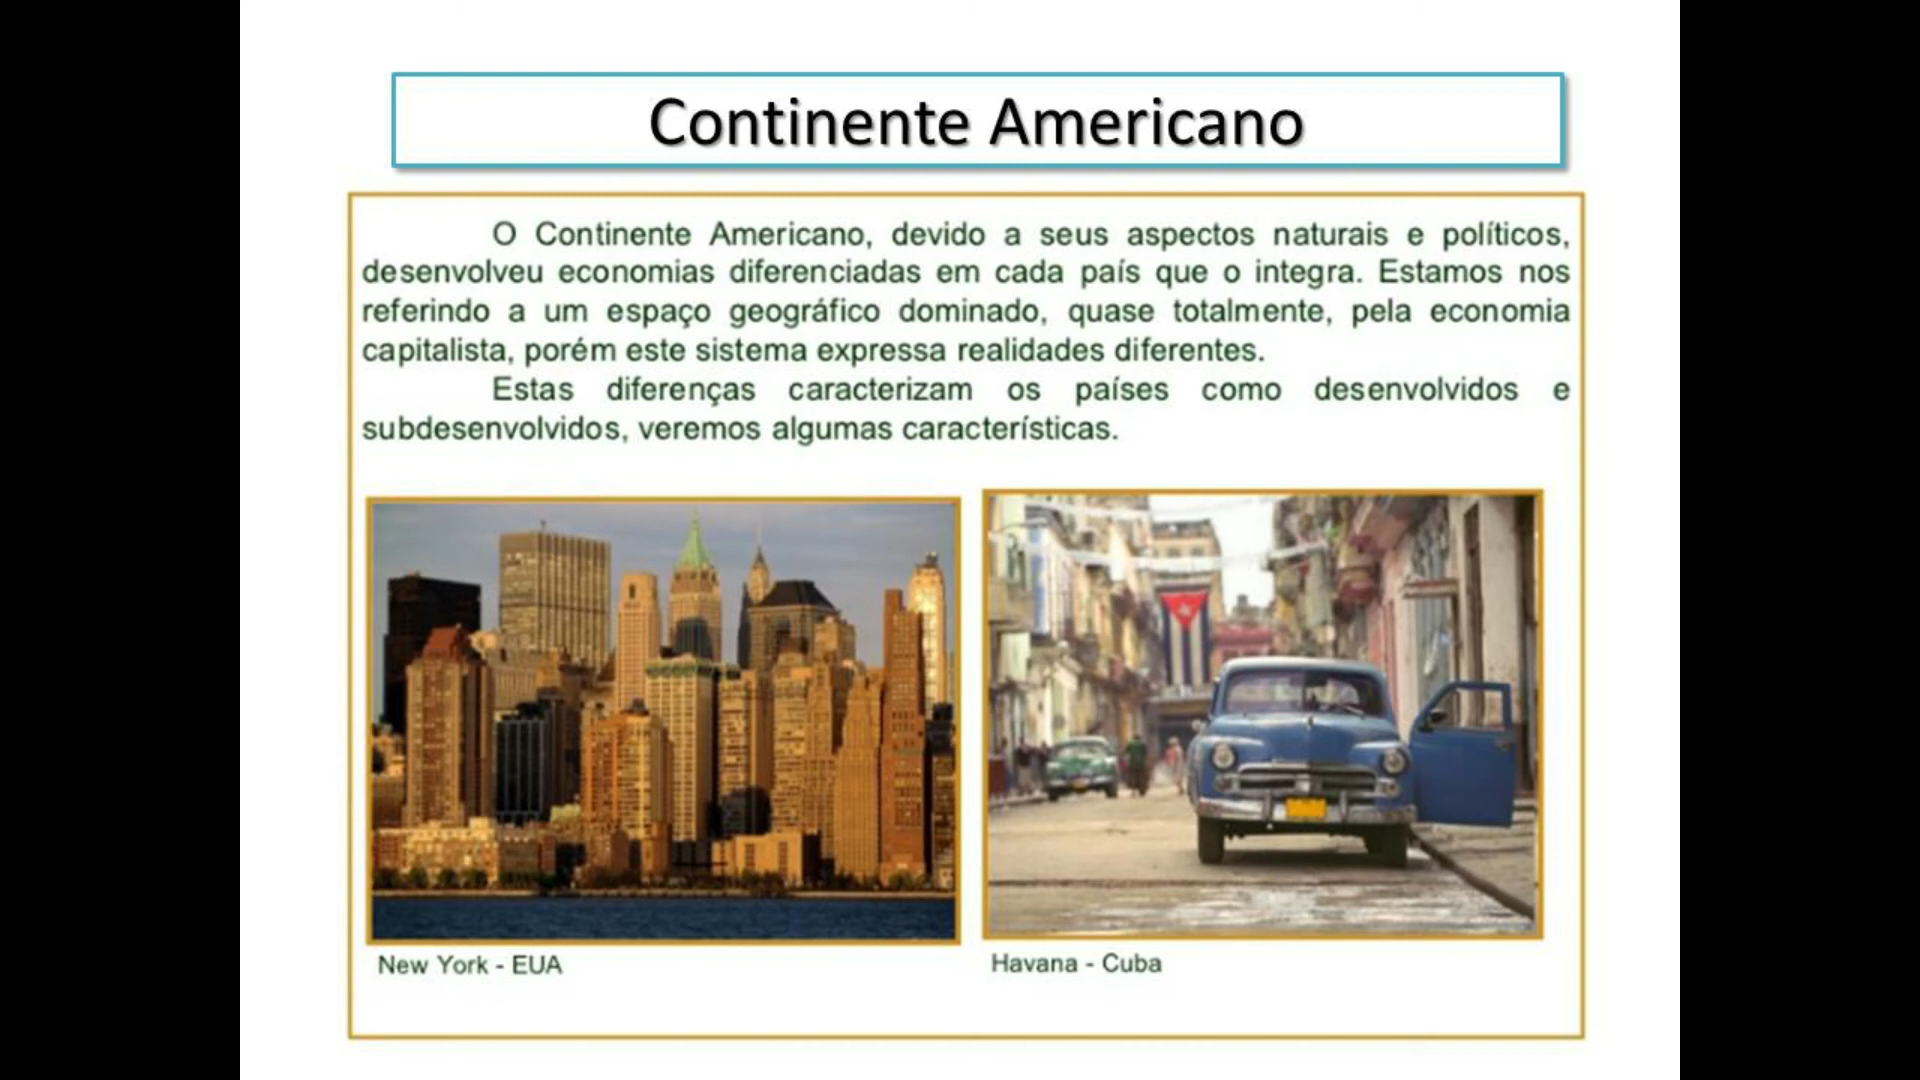 Continente Americano
O Continente Americano, devido a seus aspectos naturais e políticos,
desenvolveu economias diferenciadas em cada país que o integra. Estamos nos
referindo a um espaço geográfico dominado, quase totalmente, pela economia
capitalista, porém este sistema expressa realidades diferentes.
Estas diferenças caracterizam os países como desenvolvidos e
subdesenvolvidos, veremos algumas características.
New York - EUA
Havana - Cuba